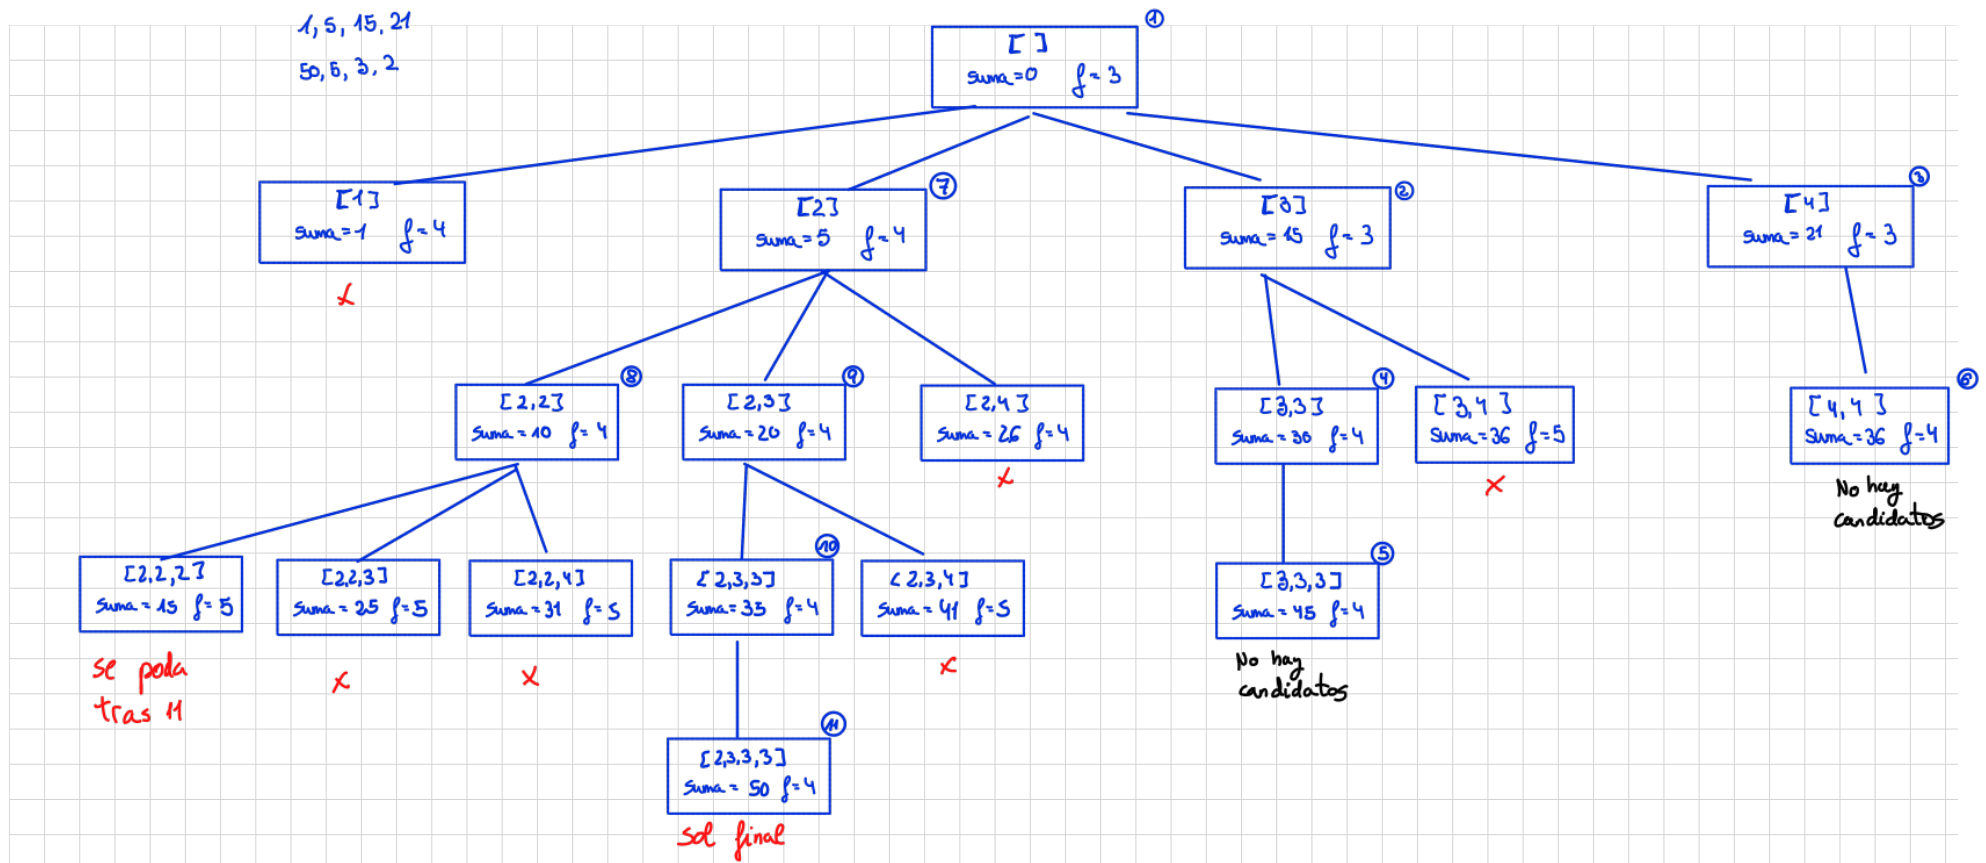 1, 5, 15, 21
50, 5, 3, 2
①
[ ]
suma=0 f=3
[1]
suma=1 f=4
x
⑦
[2]
suma=5 f=4
②
[3]
suma=15 f=3
③
[4]
suma=21 f=3
⑧
[2,2]
suma=10 f=4
⑨
[2,3]
suma=20 f=4
[2,4]
suma=26 f=4
x
④
[3,3]
suma=30 f=4
[3,4]
suma=36 f=5
x
⑥
[4,4]
suma=36 f=4
No hay
candidatos
[2,2,2]
suma=15 f=5
se poda
tras 11
[2,2,3]
suma=25 f=5
x
[2,2,4]
suma=31 f=5
x
⑩
[2,3,3]
suma=35 f=4
[2,3,4]
suma=41 f=5
x
⑤
[3,3,3]
suma=45 f=4
No hay
candidatos
⑪
[2,3,3,3]
suma=50 f=4
sol final